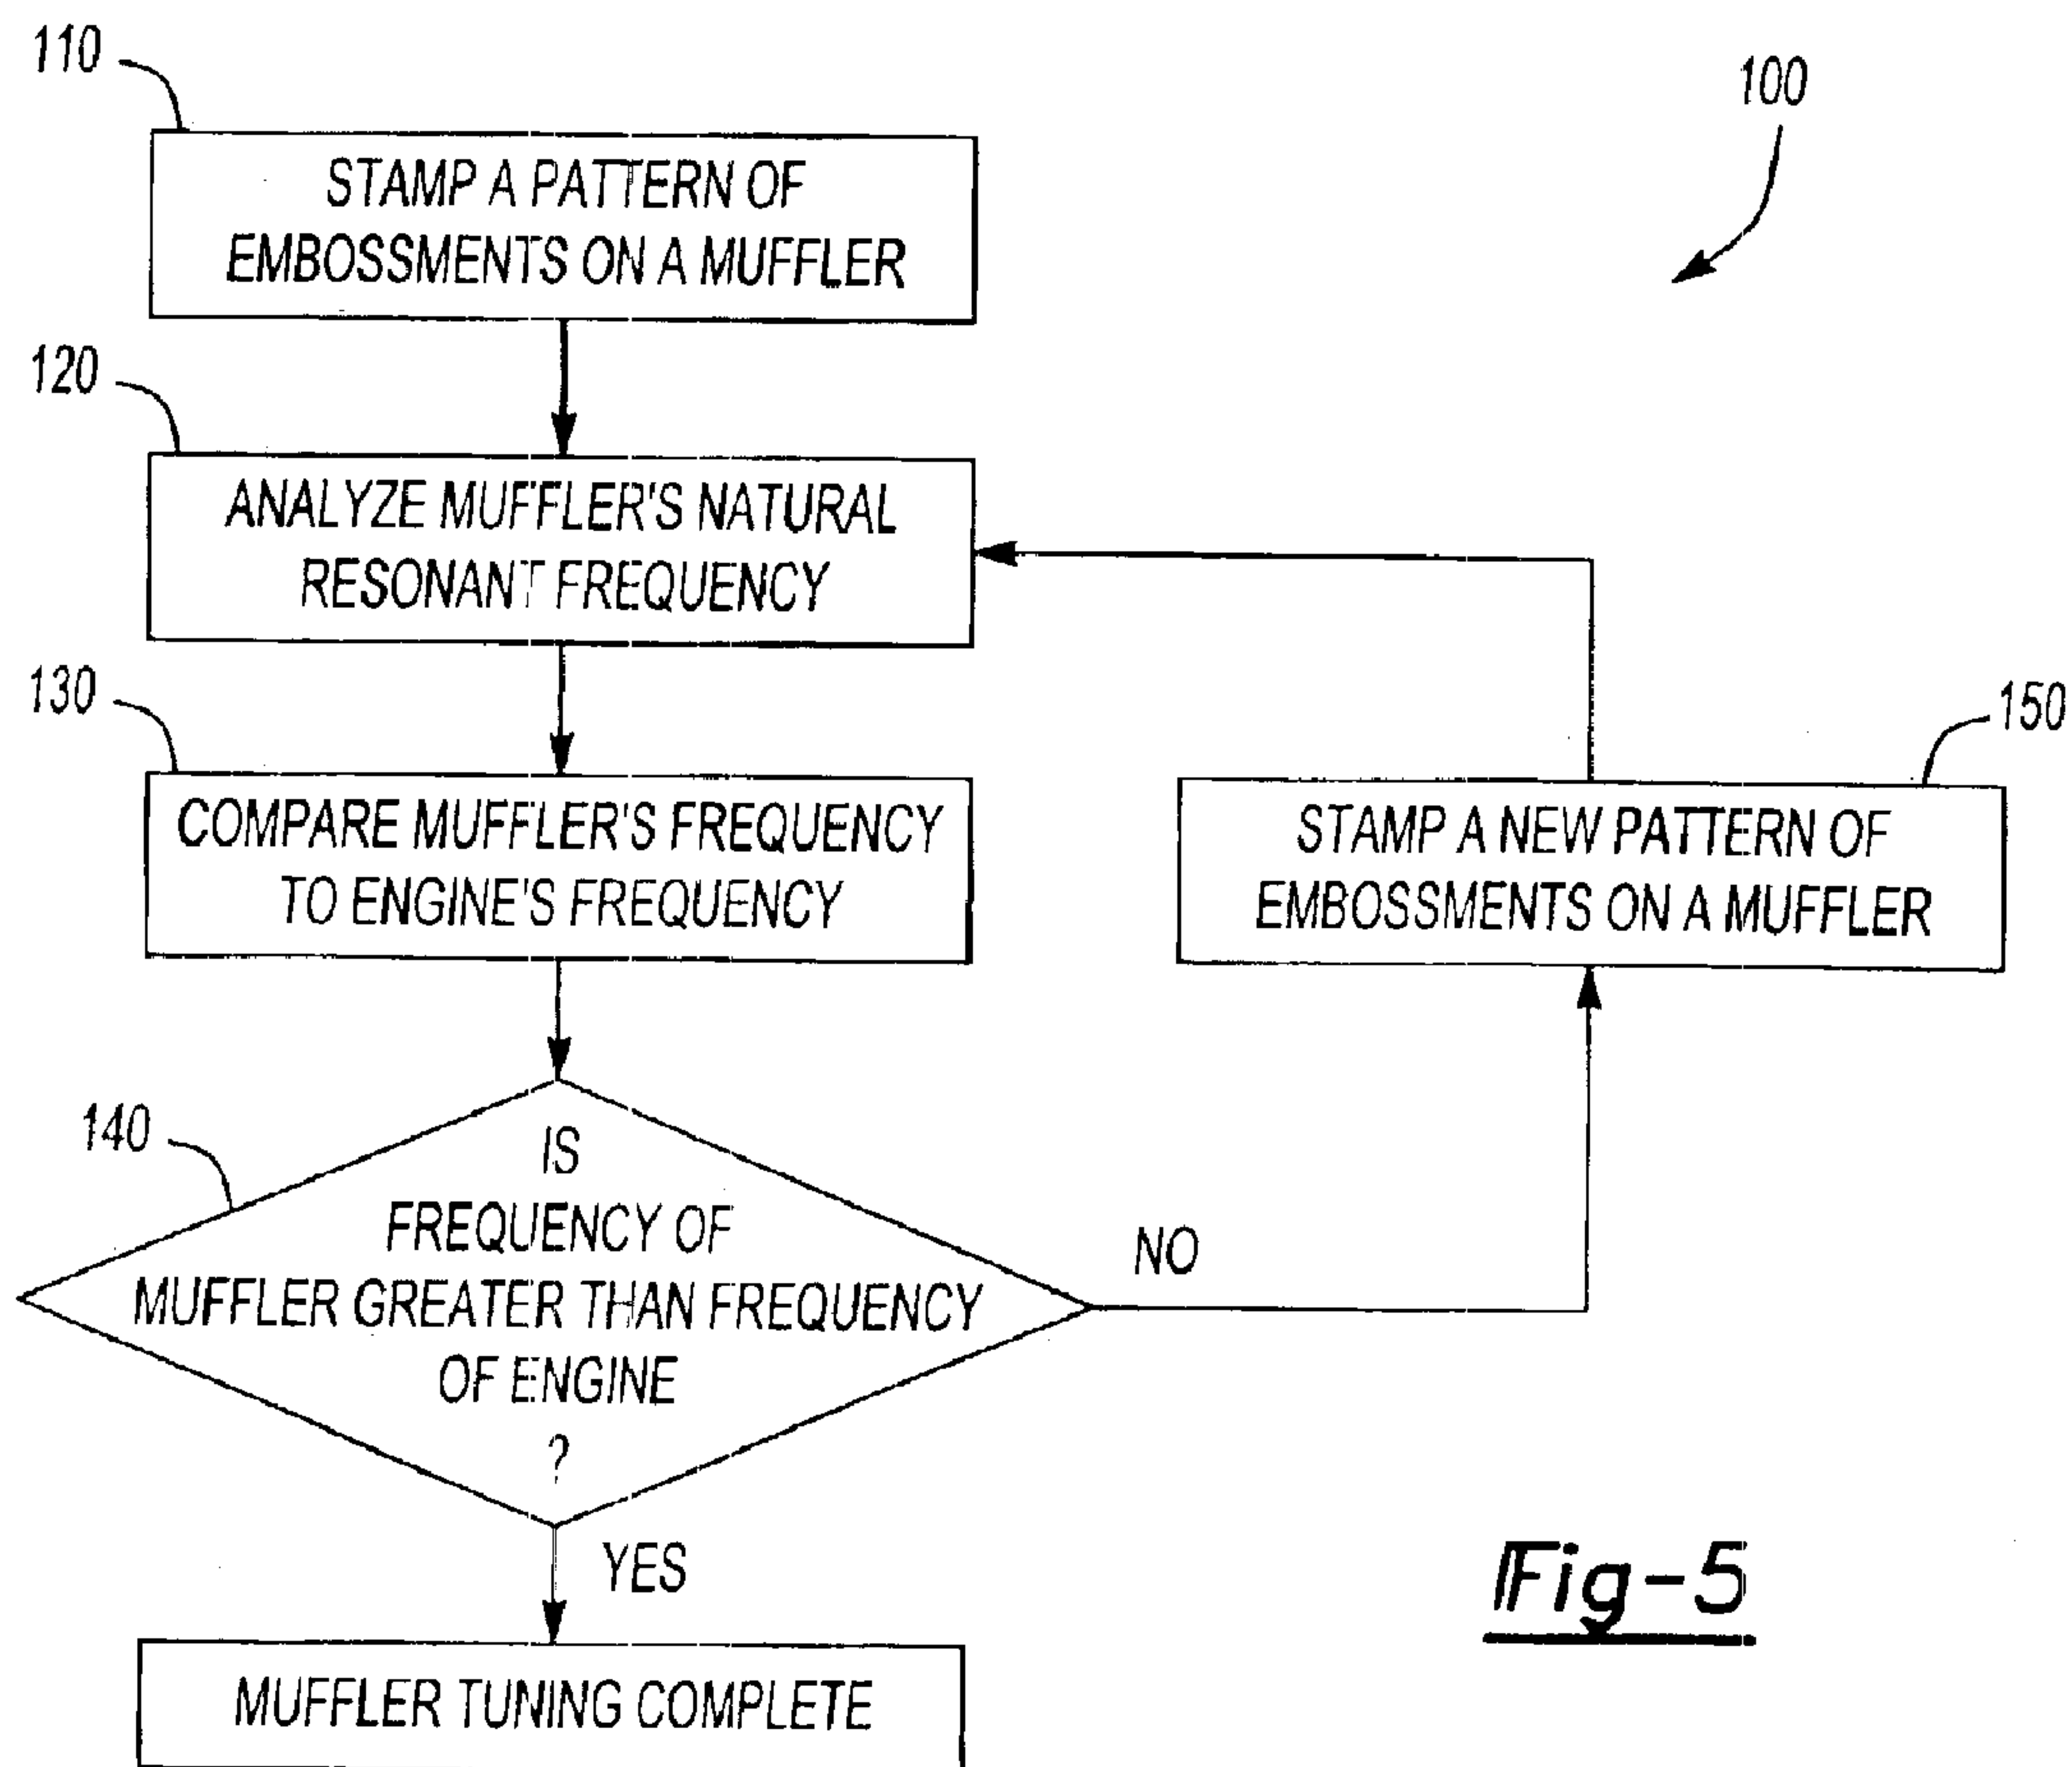 110
100
STAMP A PATTERN OF
EMBOSSMENTS ON A MUFFLER
120
ANALYZE MUFFLER'S NATURAL
RESONANT FREQUENCY
130
COMPARE MUFFLER'S FREQUENCY
TO ENGINE'S FREQUENCY
150
STAMP A NEW PATTERN OF
EMBOSSMENTS ON A MUFFLER
140
IS
FREQUENCY OF
MUFFLER GREATER THAN FREQUENCY
OF ENGINE
?
NO
YES
MUFFLER TUNING COMPLETE
Fig-5